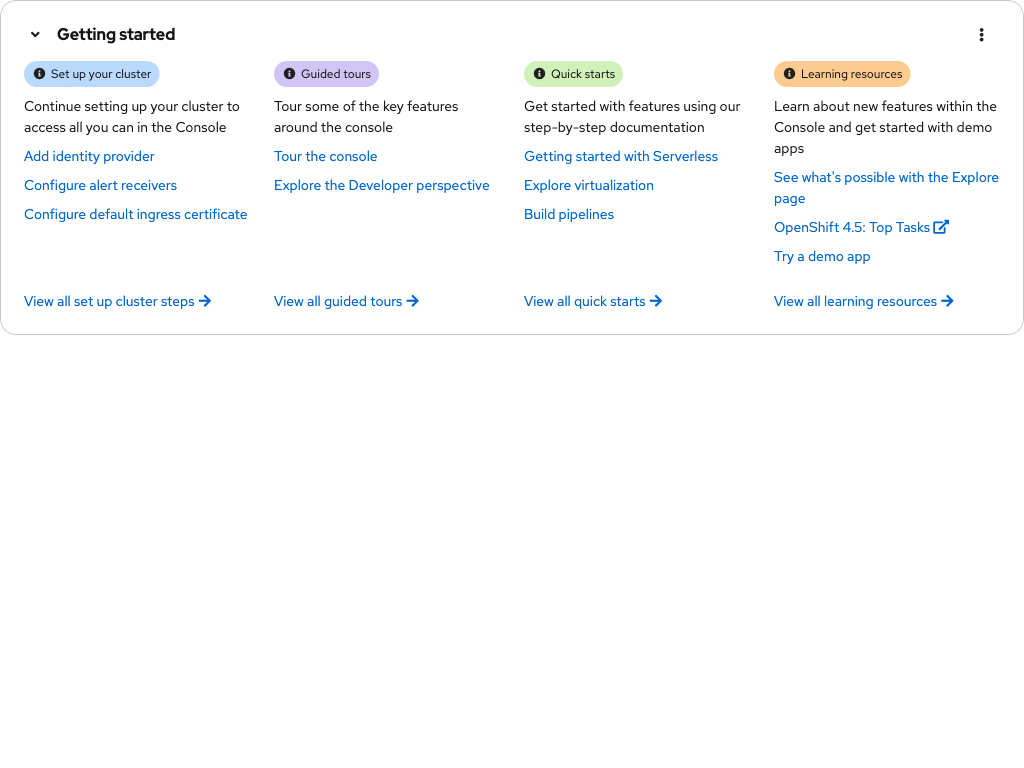 Getting started
Set up your cluster
Continue setting up your cluster to
access all you can in the Console
Add identity provider
Configure alert receivers
Configure default ingress certificate
View all set up cluster steps
Guided tours
Tour some of the key features
around the console
Tour the console
Explore the Developer perspective
View all guided tours
Quick starts
Get started with features using our
step-by-step documentation
Getting started with Serverless
Explore virtualization
Build pipelines
View all quick starts
Learning resources
Learn about new features within the
Console and get started with demo
apps
See what's possible with the Explore
page
OpenShift 4.5: Top Tasks
Try a demo app
View all learning resources